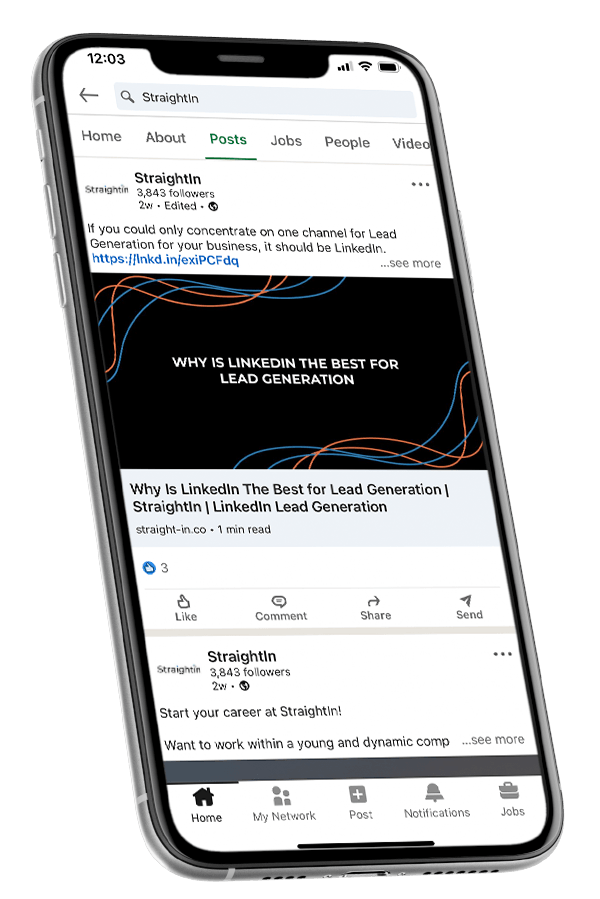 12:03
StraightIn
Home About Posts Jobs People Video
StraightIn
StraightIn
3,843 followers
2w • Edited •
If you could only concentrate on one channel for Lead
Generation for your business, it should be LinkedIn.
https://lnkd.in/exiPCFdq ...see more
WHY IS LINKEDIN THE BEST FOR
LEAD GENERATION
Why Is LinkedIn The Best for Lead Generation |
StraightIn | LinkedIn Lead Generation
straight-in.co • 1 min read
3
Like Comment Share Send
StraightIn
StraightIn
3,843 followers
2w •
Start your career at StraightIn!
Want to work within a young and dynamic comp ...see more
Home My Network Post Notifications Jobs